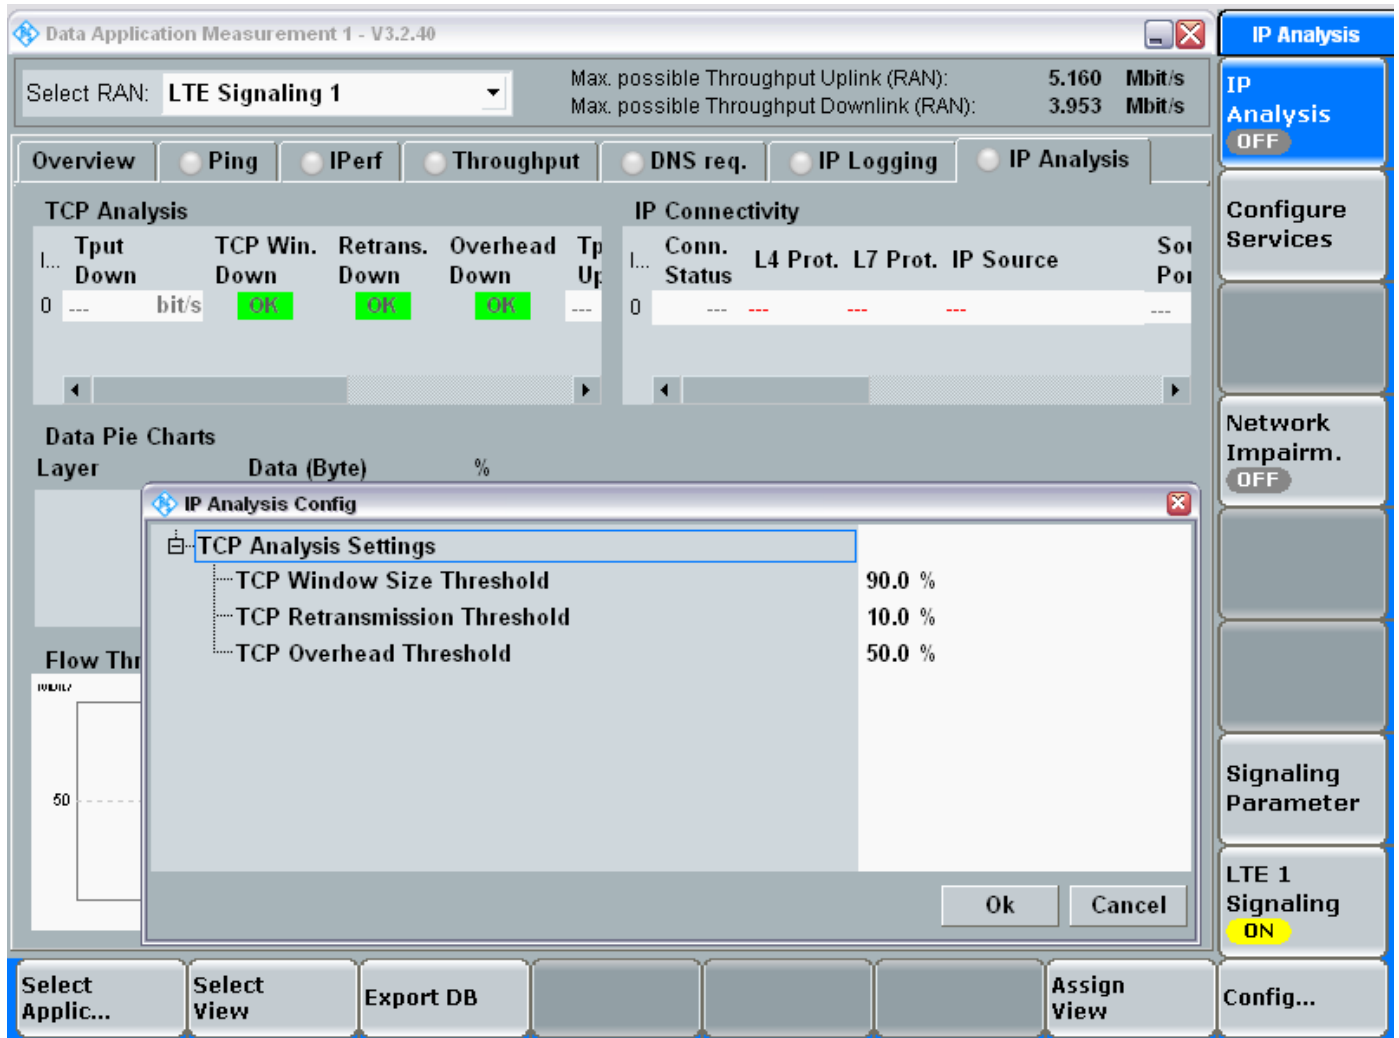 Data Application Measurement 1 - V3.2.40
IP Analysis
Select RAN: LTE Signaling 1
Max. possible Throughput Uplink (RAN): 5.160 Mbit/s
Max. possible Throughput Downlink (RAN): 3.953 Mbit/s
IP
Analysis
OFF
Overview Ping IPerf Throughput DNS req. IP Logging IP Analysis
TCP Analysis
I... Tput Down TCP Win. Down Retrans. Down Overhead Down Tp Up
0 --- bit/s OK OK OK ---
IP Connectivity
I... Conn. Status L4 Prot. L7 Prot. IP Source Sou Por
0 --- --- --- --- ---
Configure
Services
Data Pie Charts
Layer Data (Byte) %
Network
Impairm.
OFF
IP Analysis Config
TCP Analysis Settings
TCP Window Size Threshold 90.0 %
TCP Retransmission Threshold 10.0 %
TCP Overhead Threshold 50.0 %
Flow Thr
50
Ok Cancel
Signaling
Parameter
LTE 1
Signaling
ON
Select
Applic...
Select
View
Export DB
Assign
View
Config...